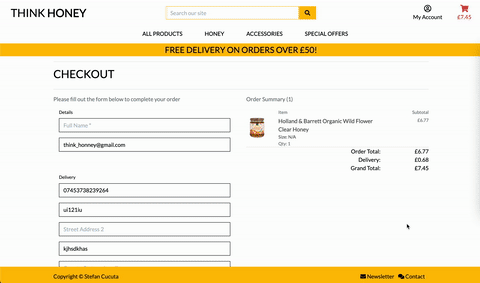 THINK HONEY
Search our site
My Account
£7.45
ALL PRODUCTS HONEY ACCESSORIES SPECIAL OFFERS
FREE DELIVERY ON ORDERS OVER £50!
CHECKOUT
Please fill out the form below to complete your order
Details
Full Name *
think_honney@gmail.com
Delivery
07453738239264
ui121iu
Street Address 2
kjhsdkhas
Order Summary (1)
Item Subtotal
Holland & Barrett Organic Wild Flower £6.77
Clear Honey
Size: N/A
Qty: 1
Order Total: £6.77
Delivery: £0.68
Grand Total: £7.45
Copyright © Stefan Cucuta
Newsletter Contact